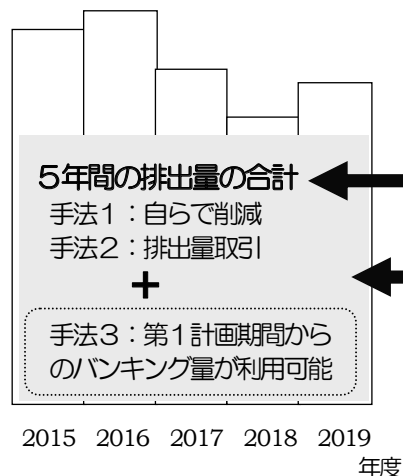 5年間の排出量の合計
手法1：自らで削減
手法2：排出量取引
+
手法3：第1計画期間から
のバンキング量が利用可能
2015 2016 2017 2018 2019
年度